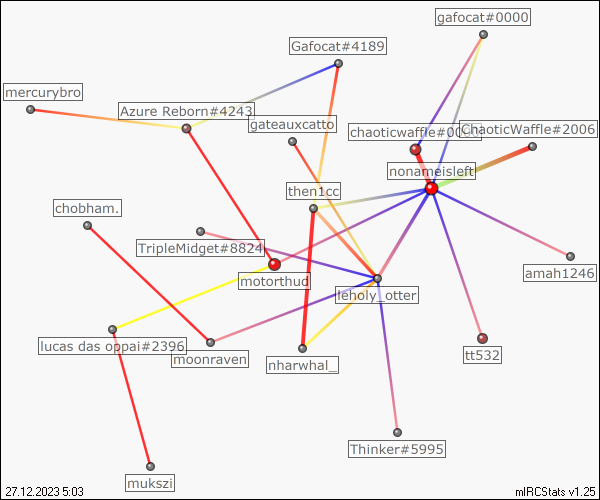 gafocat#0000
Gafocat#4189
mercurybro
Azure Reborn#4243
gateauxcatto
chaoticwaffle#00
ChaoticWaffle#2006
nonameisleft
then1cc
chobham.
TripleMidget#8824
amah1246
motorthud
leholy_otter
lucas das oppai#2396
moonraven
nharwhal_
tt532
Thinker#5995
mukszi
27.12.2023 5:03
mIRCStats v1.25